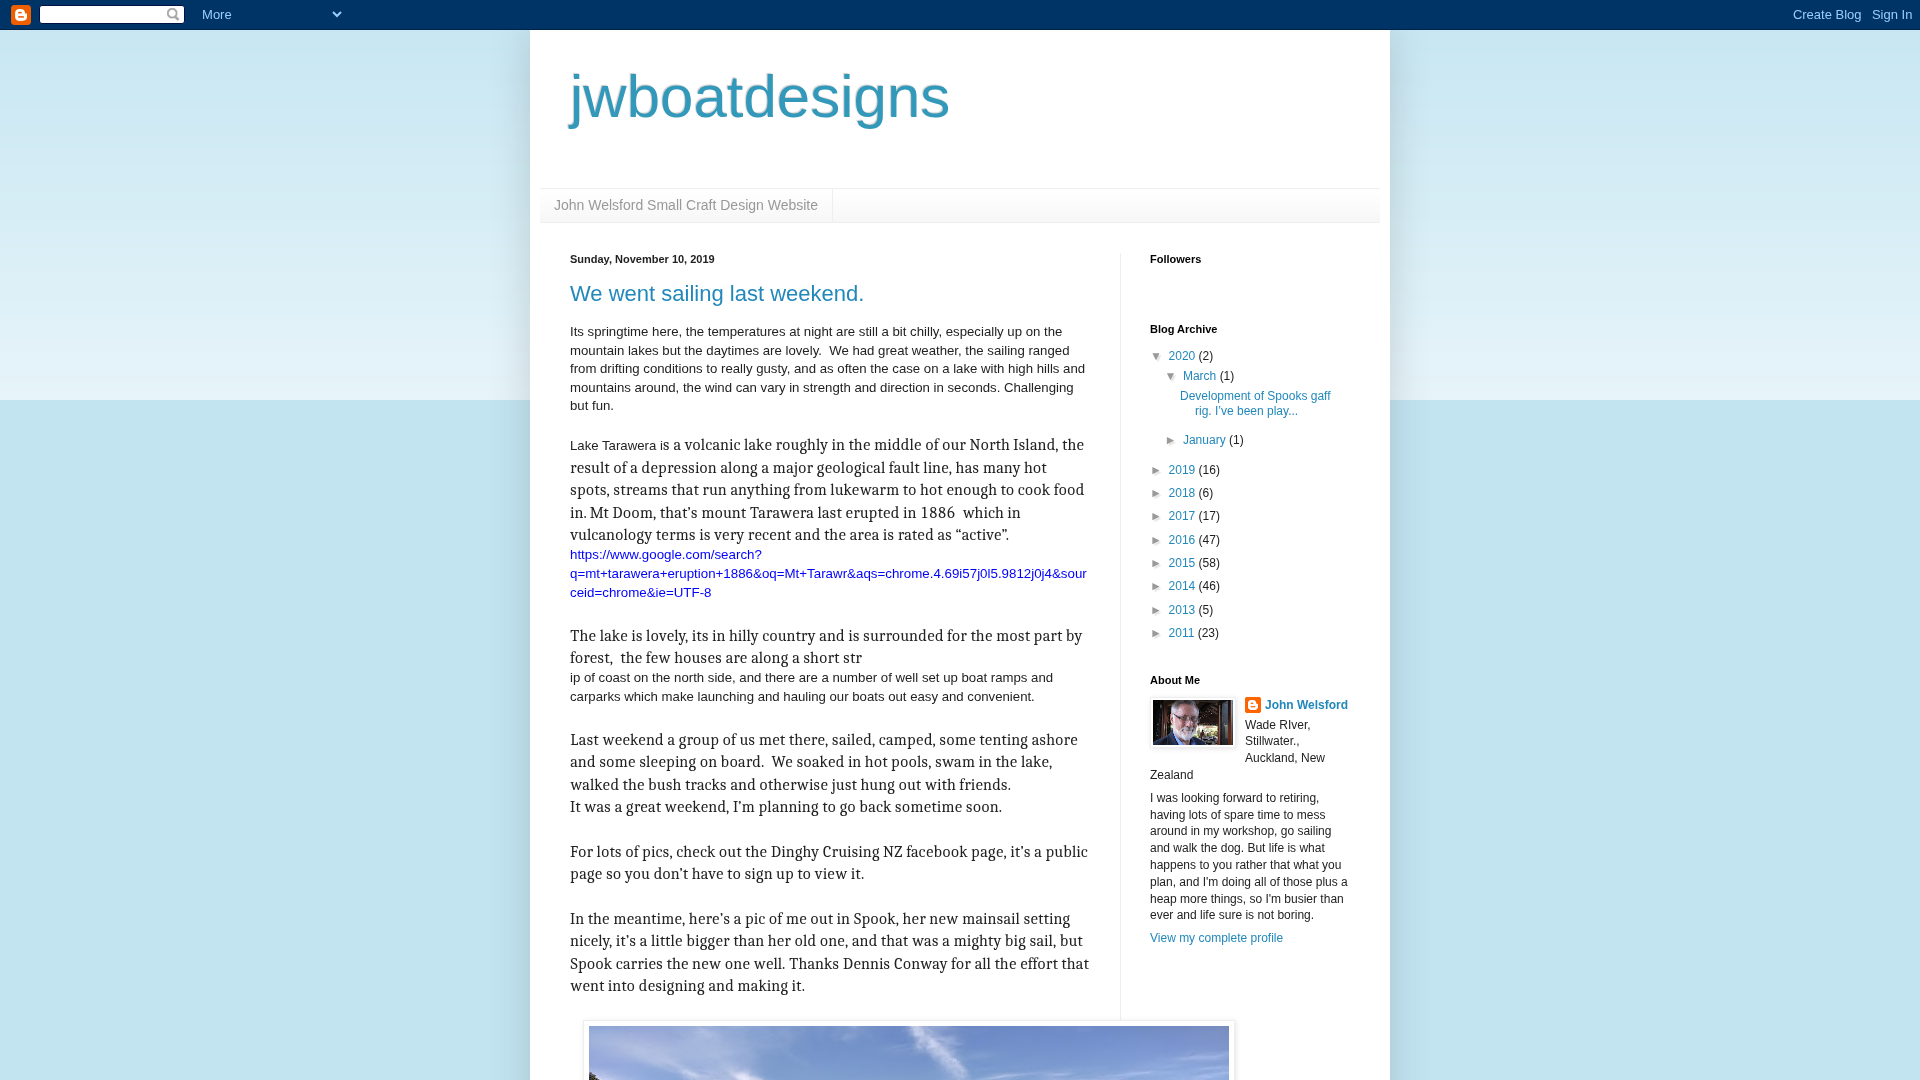 More
Create Blog
Sign In
jwboatdesigns
John Welsford Small Craft Design Website
Sunday, November 10, 2019
We went sailing last weekend.
Its springtime here, the temperatures at night are still a bit chilly, especially up on the
mountain lakes but the daytimes are lovely.  We had great weather, the sailing ranged
from drifting conditions to really gusty, and as often the case on a lake with high hills and
mountains around, the wind can vary in strength and direction in seconds. Challenging
but fun.
Lake Tarawera is a volcanic lake roughly in the middle of our North Island, the
result of a depression along a major geological fault line, has many hot
spots, streams that run anything from lukewarm to hot enough to cook food
in. Mt Doom, that’s mount Tarawera last erupted in 1886  which in
vulcanology terms is very recent and the area is rated as “active”.
https://www.google.com/search?
q=mt+tarawera+eruption+1886&oq=Mt+Tarawr&aqs=chrome.4.69i57j0l5.9812j0j4&sour
ceid=chrome&ie=UTF-8
The lake is lovely, its in hilly country and is surrounded for the most part by
forest,  the few houses are along a short str
ip of coast on the north side, and there are a number of well set up boat ramps and
carparks which make launching and hauling our boats out easy and convenient.
Last weekend a group of us met there, sailed, camped, some tenting ashore
and some sleeping on board.  We soaked in hot pools, swam in the lake,
walked the bush tracks and otherwise just hung out with friends.
It was a great weekend, I’m planning to go back sometime soon.
For lots of pics, check out the Dinghy Cruising NZ facebook page, it’s a public
page so you don’t have to sign up to view it.
In the meantime, here’s a pic of me out in Spook, her new mainsail setting
nicely, it’s a little bigger than her old one, and that was a mighty big sail, but
Spook carries the new one well. Thanks Dennis Conway for all the effort that
went into designing and making it.
Followers
Blog Archive
▼ 2020 (2)
▼ March (1)
Development of Spooks gaff
rig. I’ve been play...
► January (1)
► 2019 (16)
► 2018 (6)
► 2017 (17)
► 2016 (47)
► 2015 (58)
► 2014 (46)
► 2013 (5)
► 2011 (23)
About Me
John Welsford
Wade RIver,
Stillwater.,
Auckland, New
Zealand
I was looking forward to retiring,
having lots of spare time to mess
around in my workshop, go sailing
and walk the dog. But life is what
happens to you rather that what you
plan, and I'm doing all of those plus a
heap more things, so I'm busier than
ever and life sure is not boring.
View my complete profile